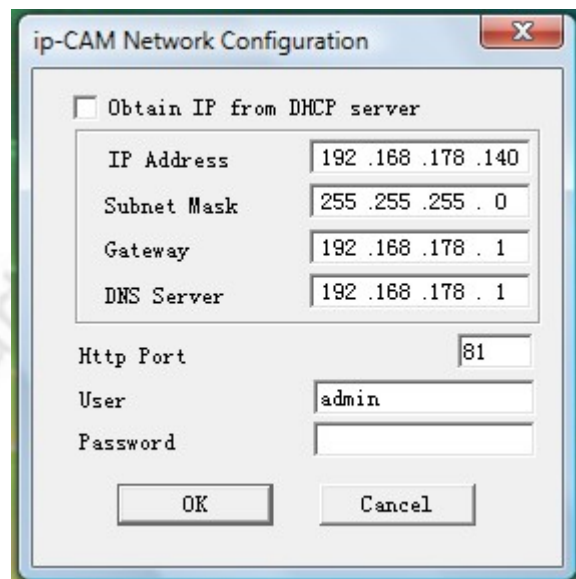 ip-CAM Network Configuration
Obtain IP from DHCP server
IP Address 192 .168 .178 .140
Subnet Mask 255 .255 .255 . 0
Gateway 192 .168 .178 . 1
DNS Server 192 .168 .178 . 1
Http Port 81
User admin
Password
OK Cancel